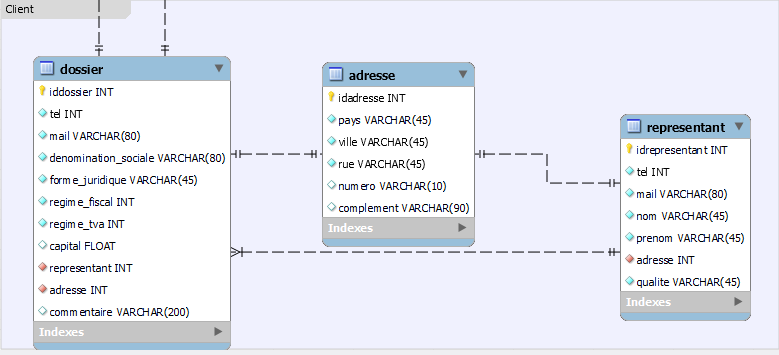 Client
dossier
iddossier INT
tel INT
mail VARCHAR(80)
denomination_sociale VARCHAR(80)
forme_juridique VARCHAR(45)
regime_fiscal INT
regime_tva INT
capital FLOAT
representant INT
adresse INT
commentaire VARCHAR(200)
Indexes
adresse
idadresse INT
pays VARCHAR(45)
ville VARCHAR(45)
rue VARCHAR(45)
numero VARCHAR(10)
complement VARCHAR(90)
Indexes
representant
idrepresentant INT
tel INT
mail VARCHAR(80)
nom VARCHAR(45)
prenom VARCHAR(45)
adresse INT
qualite VARCHAR(45)
Indexes